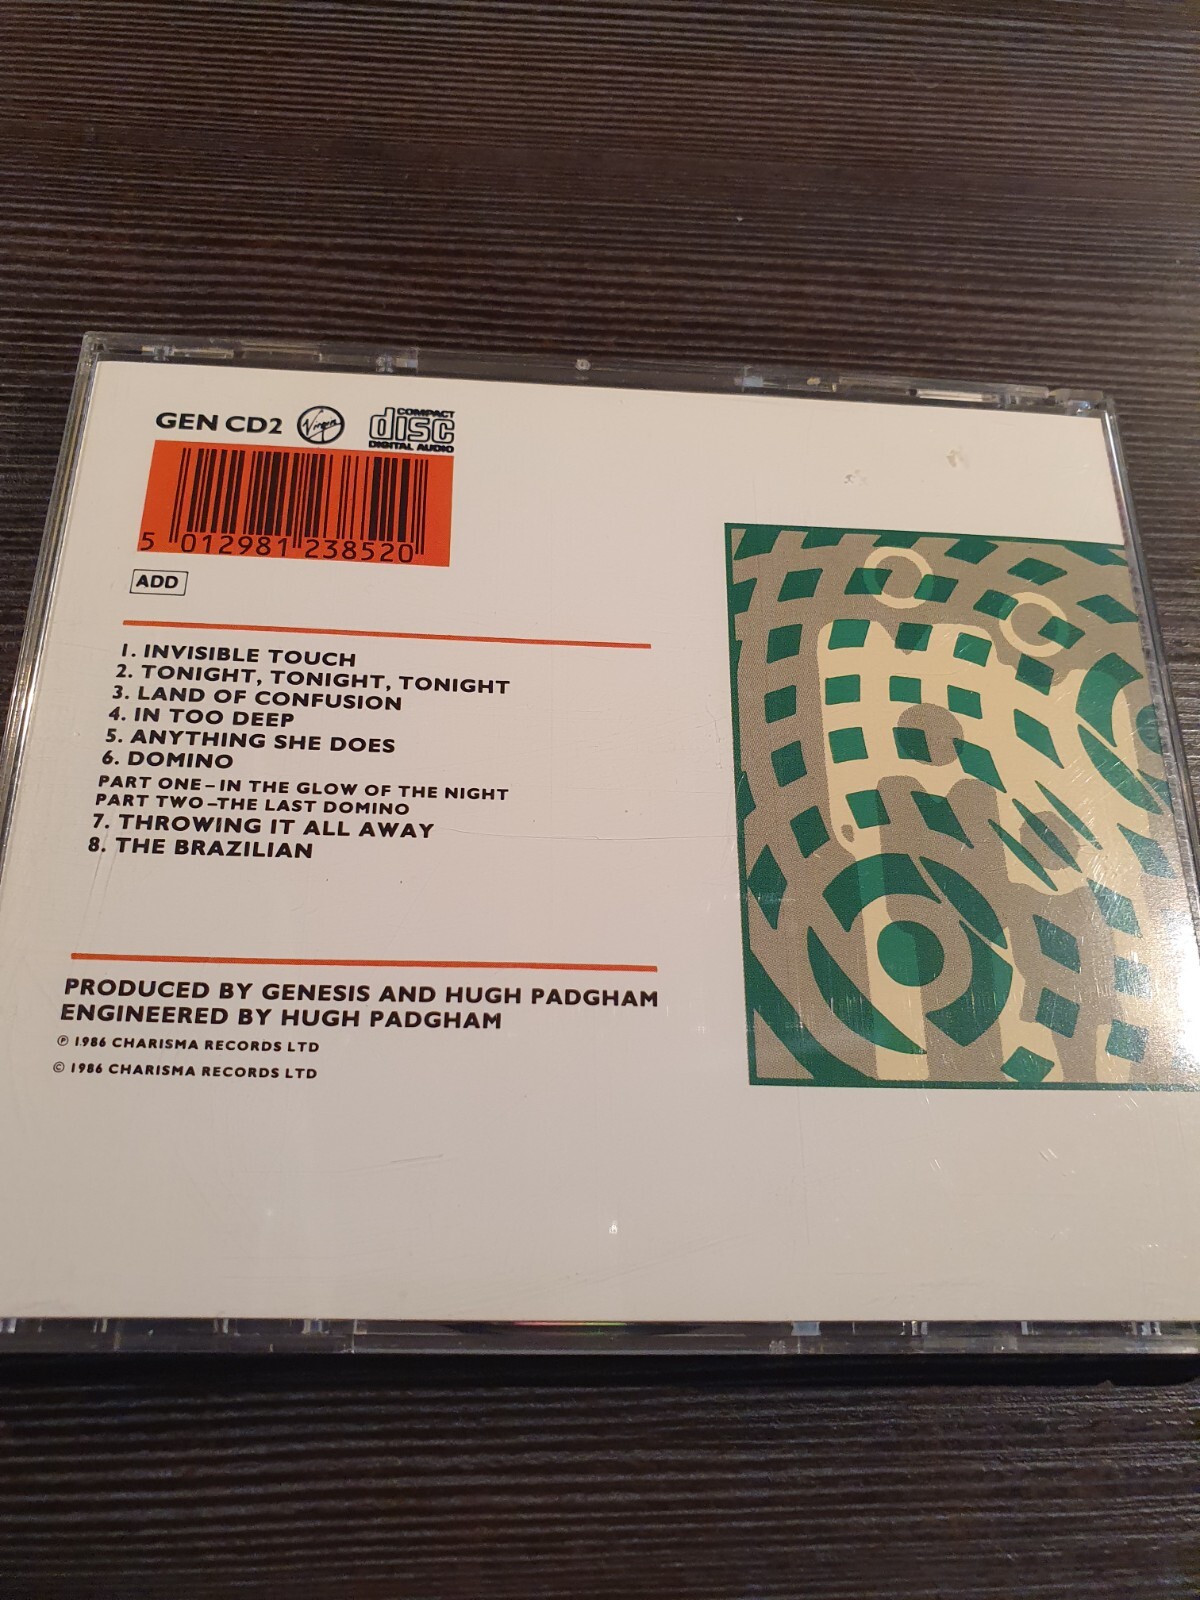 GEN CD2 Virgin COMPACT disc DIGITAL AUDIO
5 012981 238520
ADD
1. INVISIBLE TOUCH
2. TONIGHT, TONIGHT, TONIGHT
3. LAND OF CONFUSION
4. IN TOO DEEP
5. ANYTHING SHE DOES
6. DOMINO
PART ONE – IN THE GLOW OF THE NIGHT
PART TWO –THE LAST DOMINO
7. THROWING IT ALL AWAY
8. THE BRAZILIAN
PRODUCED BY GENESIS AND HUGH PADGHAM
ENGINEERED BY HUGH PADGHAM
℗ 1986 CHARISMA RECORDS LTD
© 1986 CHARISMA RECORDS LTD